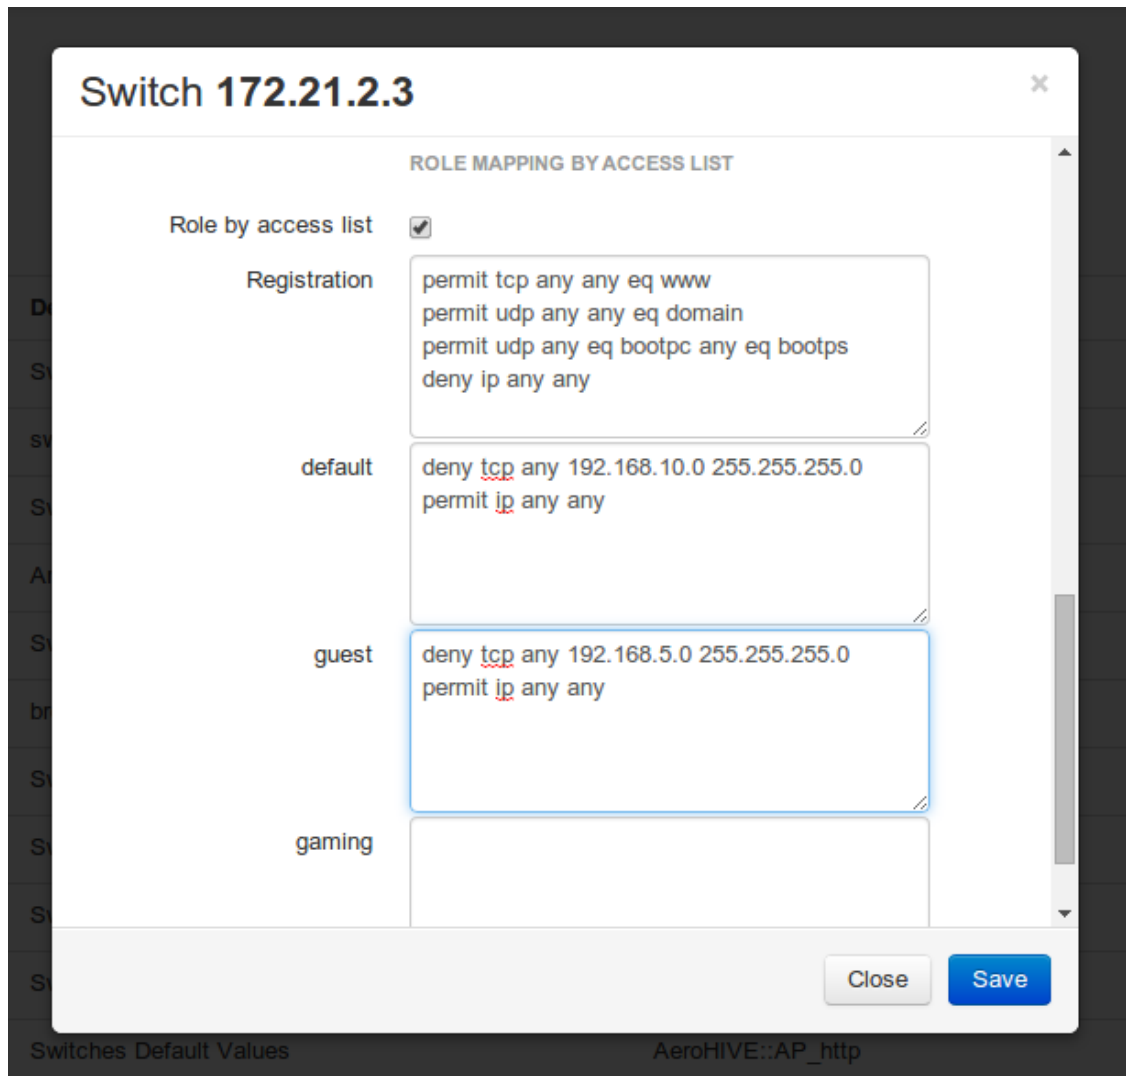 Switch 172.21.2.3
×
ROLE MAPPING BY ACCESS LIST
Role by access list
Registration
permit tcp any any eq www
permit udp any any eq domain
permit udp any eq bootpc any eq bootps
deny ip any any
default
deny tcp any 192.168.10.0 255.255.255.0
permit ip any any
guest
deny tcp any 192.168.5.0 255.255.255.0
permit ip any any
gaming
Close
Save
Switches Default Values
AeroHIVE::AP_http